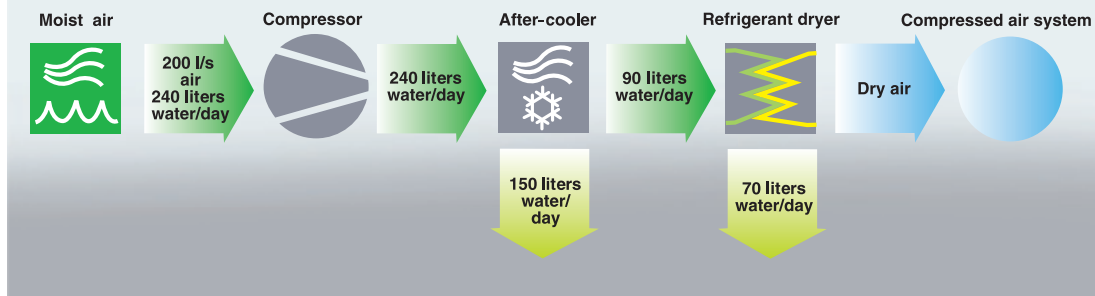 Moist air
Compressor
After-cooler
Refrigerant dryer
Compressed air system
200 l/s
air
240 liters
water/day
240 liters
water/day
90 liters
water/day
Dry air
150 liters
water/
day
70 liters
water/day